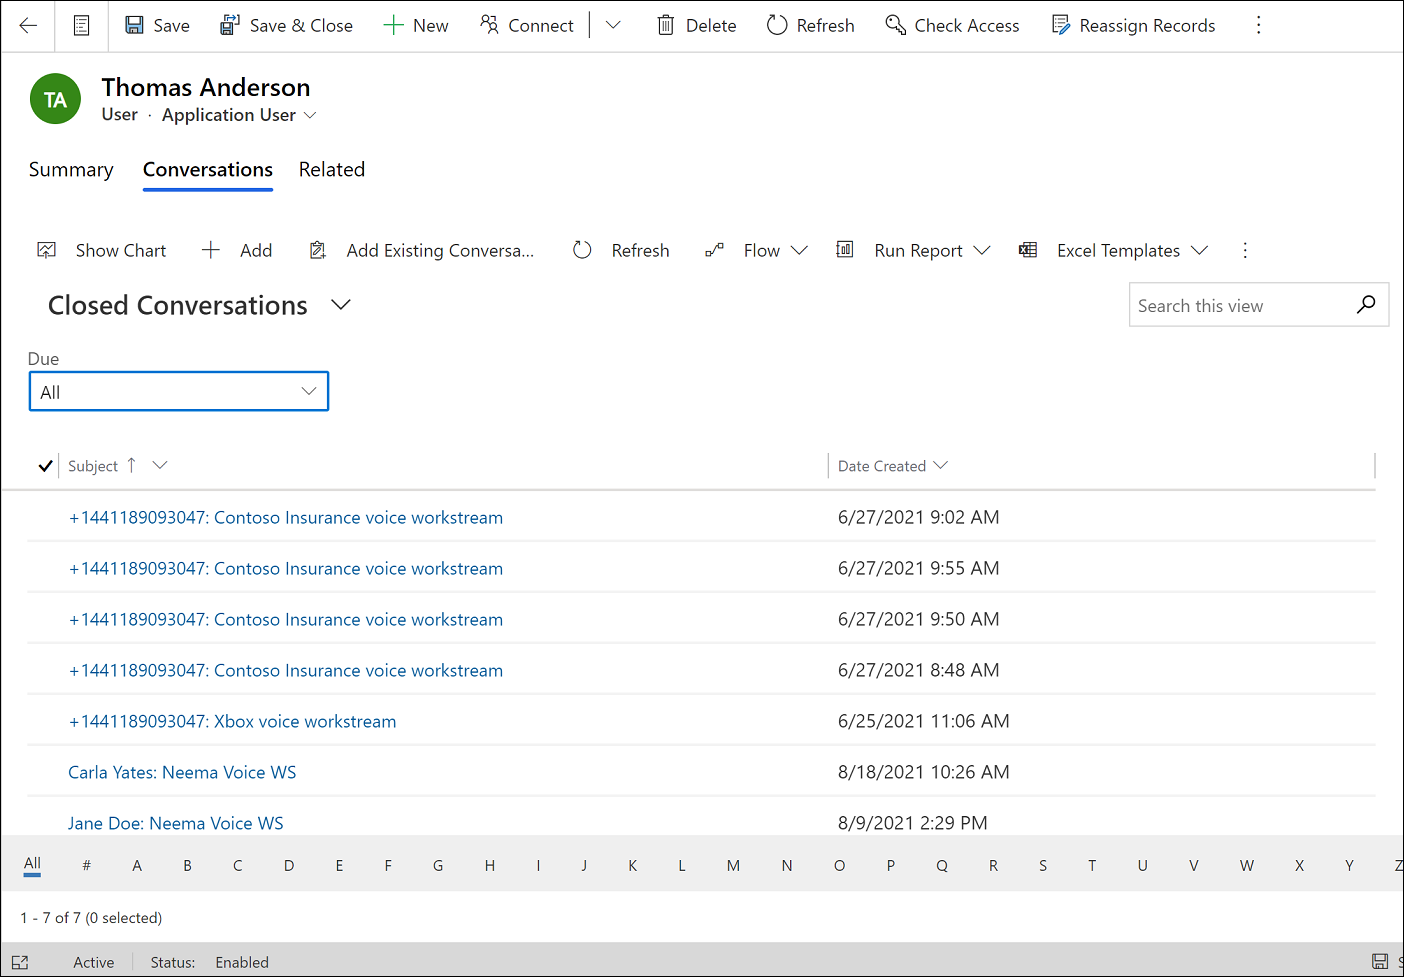 Save Save & Close New Connect Delete Refresh Check Access Reassign Records
TA
Thomas Anderson
User · Application User
Summary Conversations Related
Show Chart Add Add Existing Conversa... Refresh Flow Run Report Excel Templates
Closed Conversations
Search this view
Due
All
Subject ↑ Date Created
+1441189093047: Contoso Insurance voice workstream 6/27/2021 9:02 AM
+1441189093047: Contoso Insurance voice workstream 6/27/2021 9:55 AM
+1441189093047: Contoso Insurance voice workstream 6/27/2021 9:50 AM
+1441189093047: Contoso Insurance voice workstream 6/27/2021 8:48 AM
+1441189093047: Xbox voice workstream 6/25/2021 11:06 AM
Carla Yates: Neema Voice WS 8/18/2021 10:26 AM
Jane Doe: Neema Voice WS 8/9/2021 2:29 PM
All # A B C D E F G H I J K L M N O P Q R S T U V W X Y Z
1 - 7 of 7 (0 selected)
Active Status: Enabled